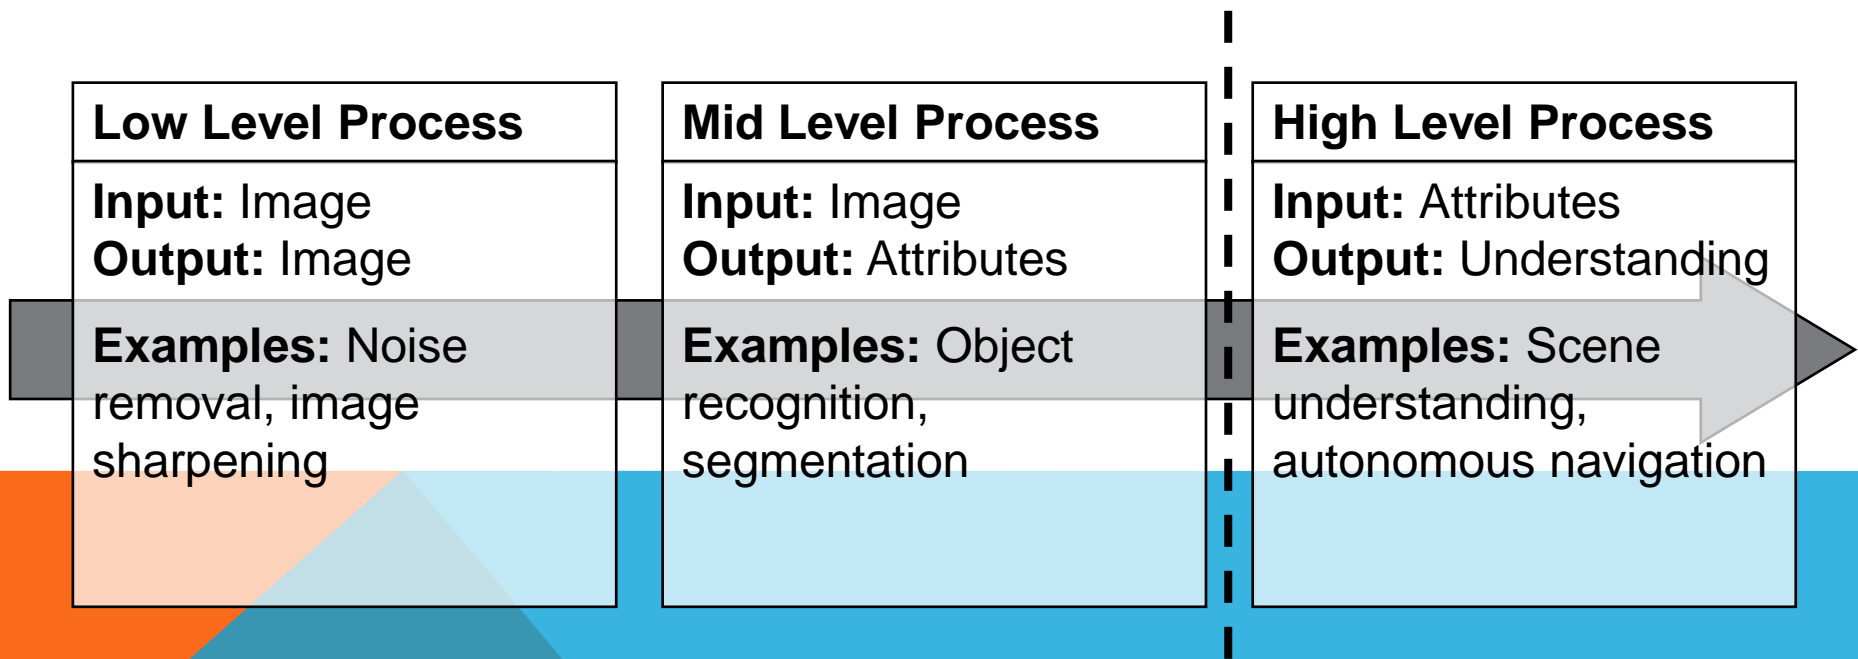 Low Level Process
Input: Image
Output: Image
Examples: Noise
removal, image
sharpening
Mid Level Process
Input: Image
Output: Attributes
Examples: Object
recognition,
segmentation
High Level Process
Input: Attributes
Output: Understanding
Examples: Scene
understanding,
autonomous navigation